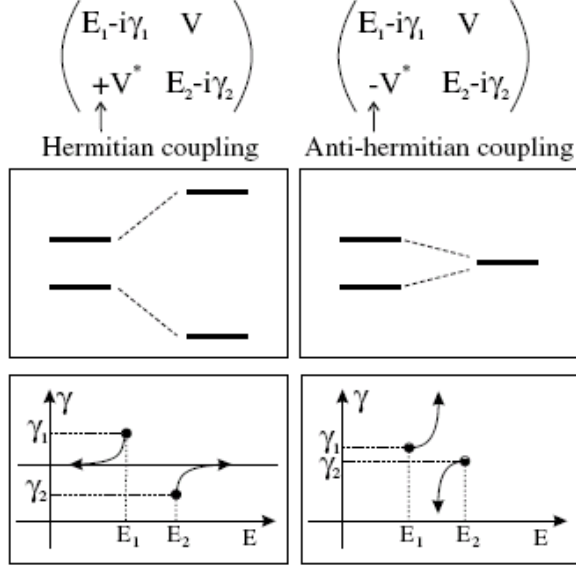 E₁-iγ₁ V
+V* E₂-iγ₂
Hermitian coupling
E₁-iγ₁ V
-V* E₂-iγ₂
Anti-hermitian coupling
γ
γ₁
γ₂
E₁ E₂ E
γ
γ₁
γ₂
E₁ E₂ E